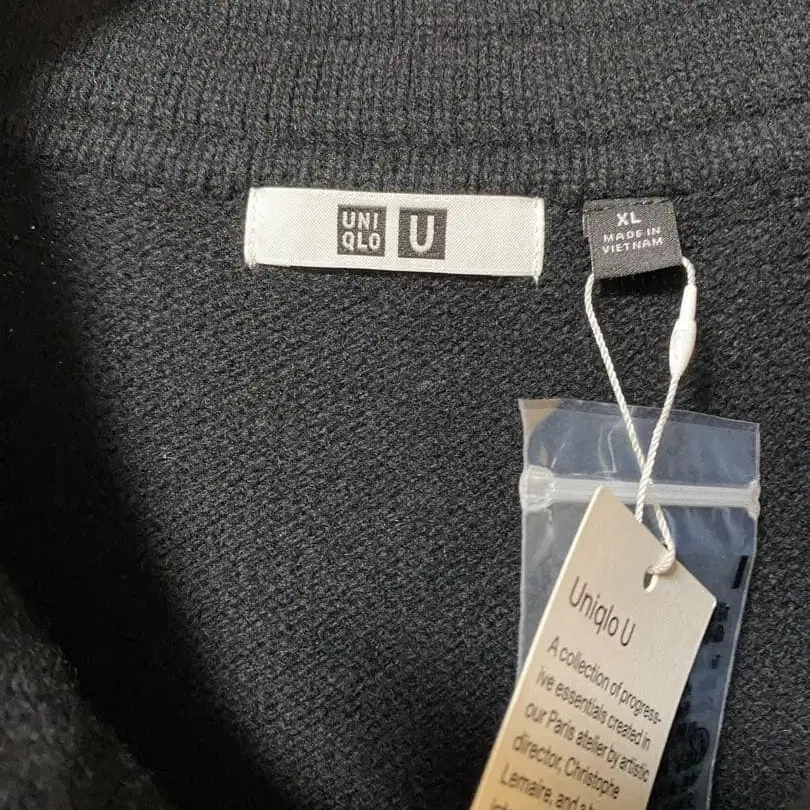 UNI
QLO
U
XL
MADE IN
VIETNAM
Uniqlo U
A collection of progress-
ive essentials created in
our Paris atelier by artistic
director, Christophe
Lemaire, and a